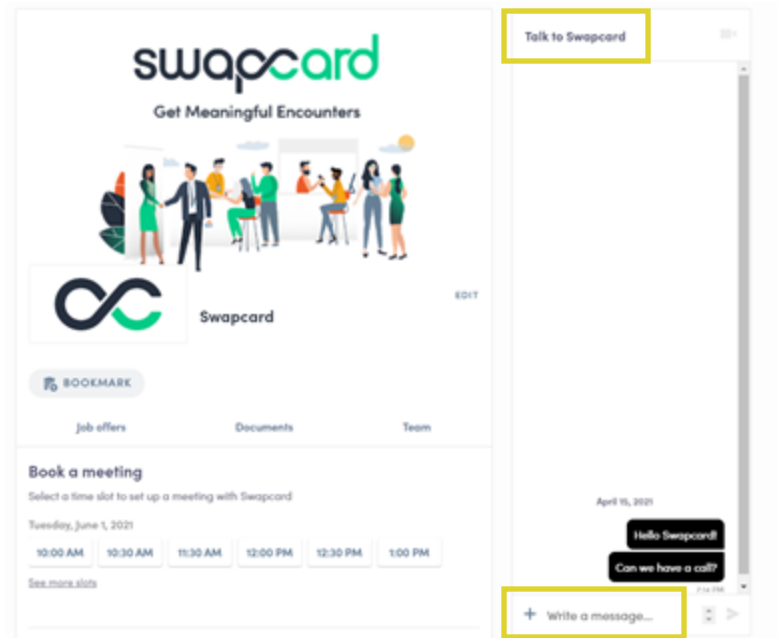 swapcard
Get Meaningful Encounters
Swapcard
EDIT
BOOKMARK
Job offers Documents Team
Book a meeting
Select a time slot to set up a meeting with Swapcard
Tuesday, June 1, 2021
10:00 AM 10:30 AM 11:30 AM 12:00 PM 12:30 PM 1:00 PM
See more slots
Talk to Swapcard
April 15, 2021
Hello Swapcard!
Can we have a call?
Write a message...